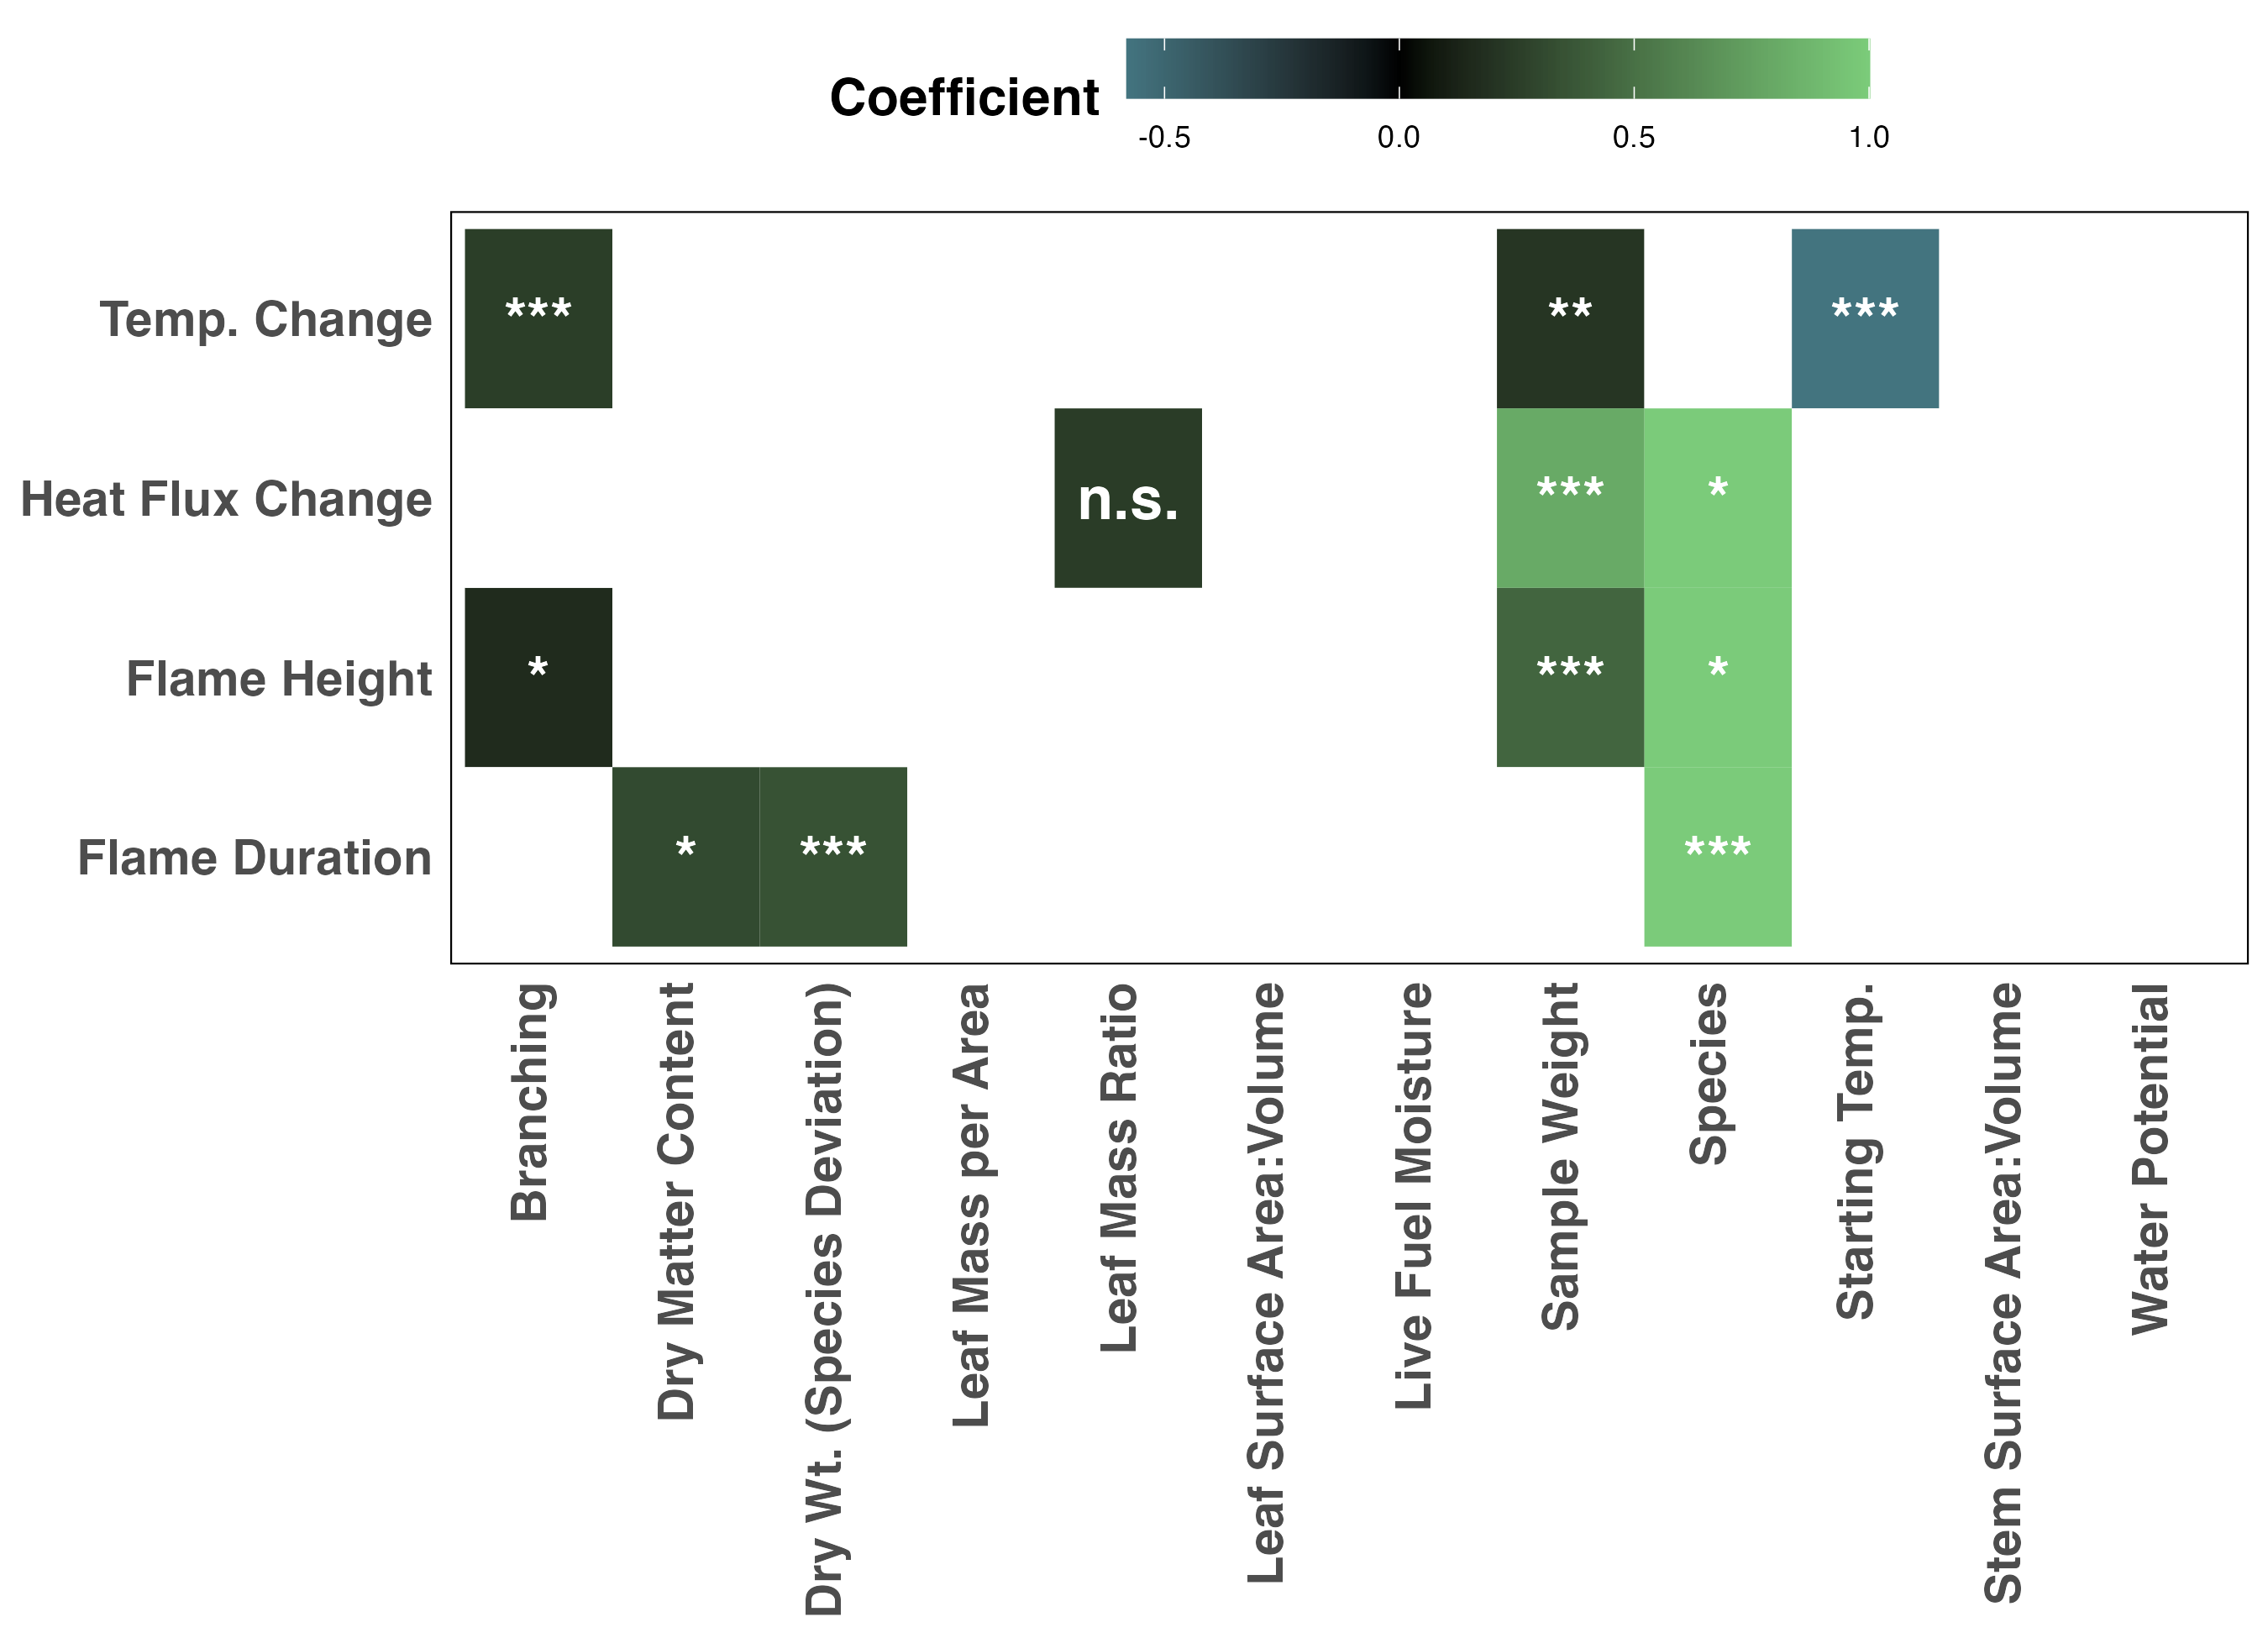 Coefficient
-0.5 0.0 0.5 1.0
Temp. Change *** ** ***
Heat Flux Change n.s. *** *
Flame Height * *** *
Flame Duration * *** ***
Branching
Dry Matter Content
Dry Wt. (Species Deviation)
Leaf Mass per Area
Leaf Mass Ratio
Leaf Surface Area:Volume
Live Fuel Moisture
Sample Weight
Species
Starting Temp.
Stem Surface Area:Volume
Water Potential